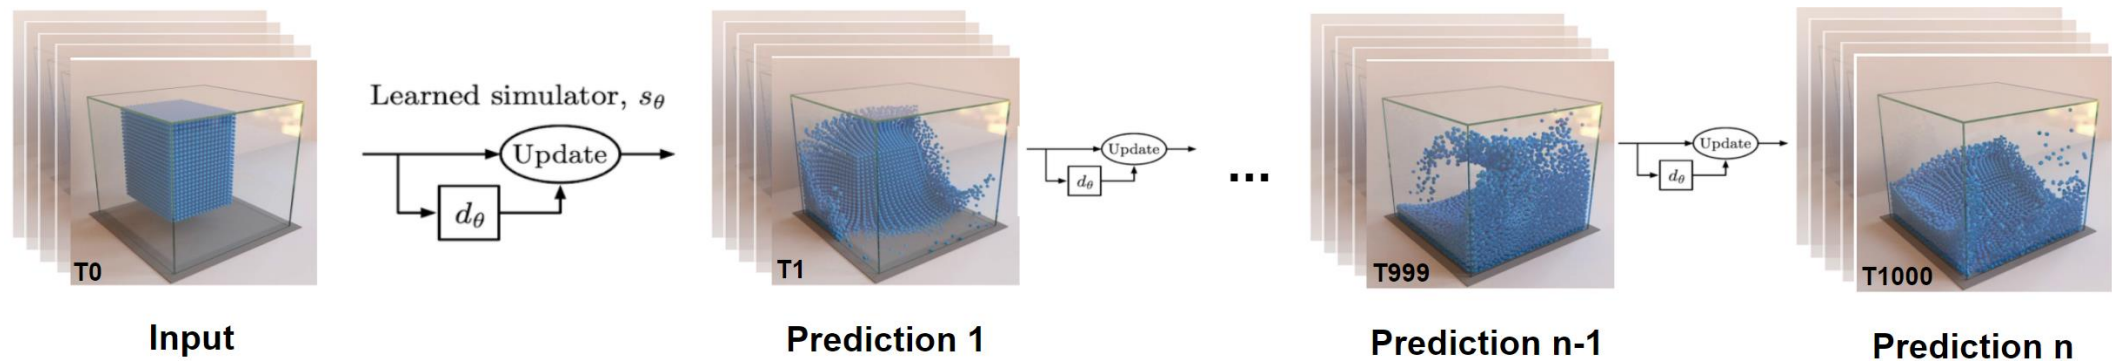 Learned simulator, sθ
Update
dθ
Update
dθ
...
Update
dθ
T0
T1
T999
T1000
Input
Prediction 1
Prediction n-1
Prediction n